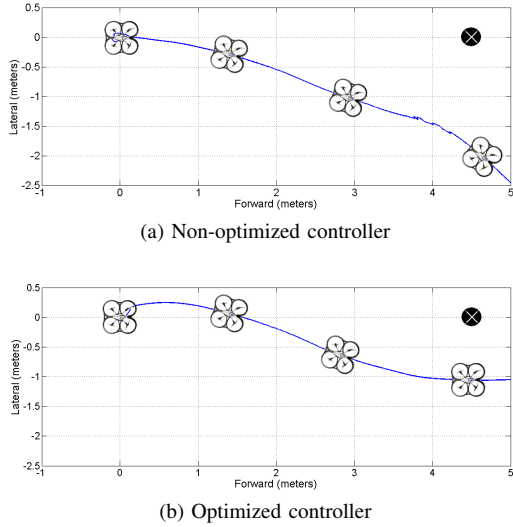 0.5
0
-0.5
-1
-1.5
-2
-2.5
Lateral (meters)
-1 0 1 2 3 4 5
Forward (meters)
(a) Non-optimized controller
0.5
0
-0.5
-1
-1.5
-2
-2.5
Lateral (meters)
-1 0 1 2 3 4 5
Forward (meters)
(b) Optimized controller